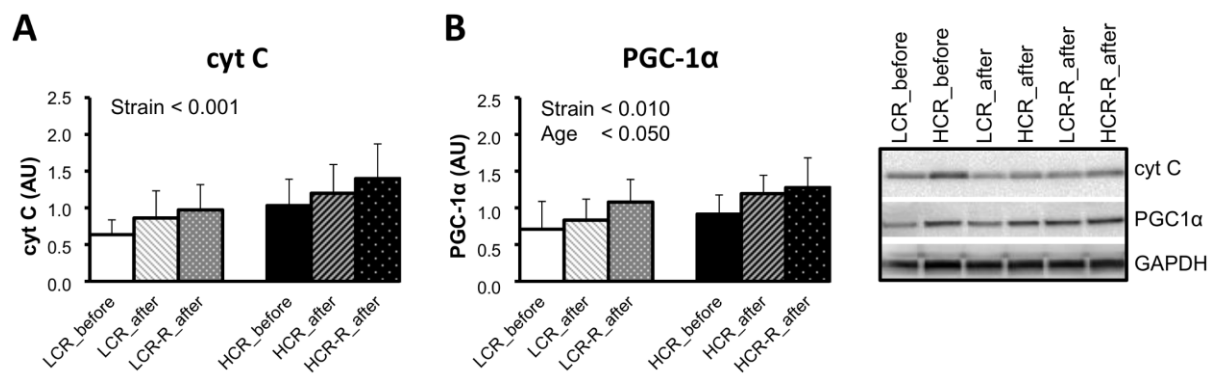 A
cyt C
Strain < 0.001
cyt C (AU)
2.5
2.0
1.5
1.0
0.5
0.0
LCR_before
LCR_after
LCR-R_after
HCR_before
HCR_after
HCR-R_after
B
PGC-1α
Strain < 0.010
Age < 0.050
PGC-1α (AU)
2.5
2.0
1.5
1.0
0.5
0.0
LCR_before
LCR_after
LCR-R_after
HCR_before
HCR_after
HCR-R_after
LCR_before
HCR_before
LCR_after
HCR_after
LCR-R_after
HCR-R_after
cyt C
PGC1α
GAPDH